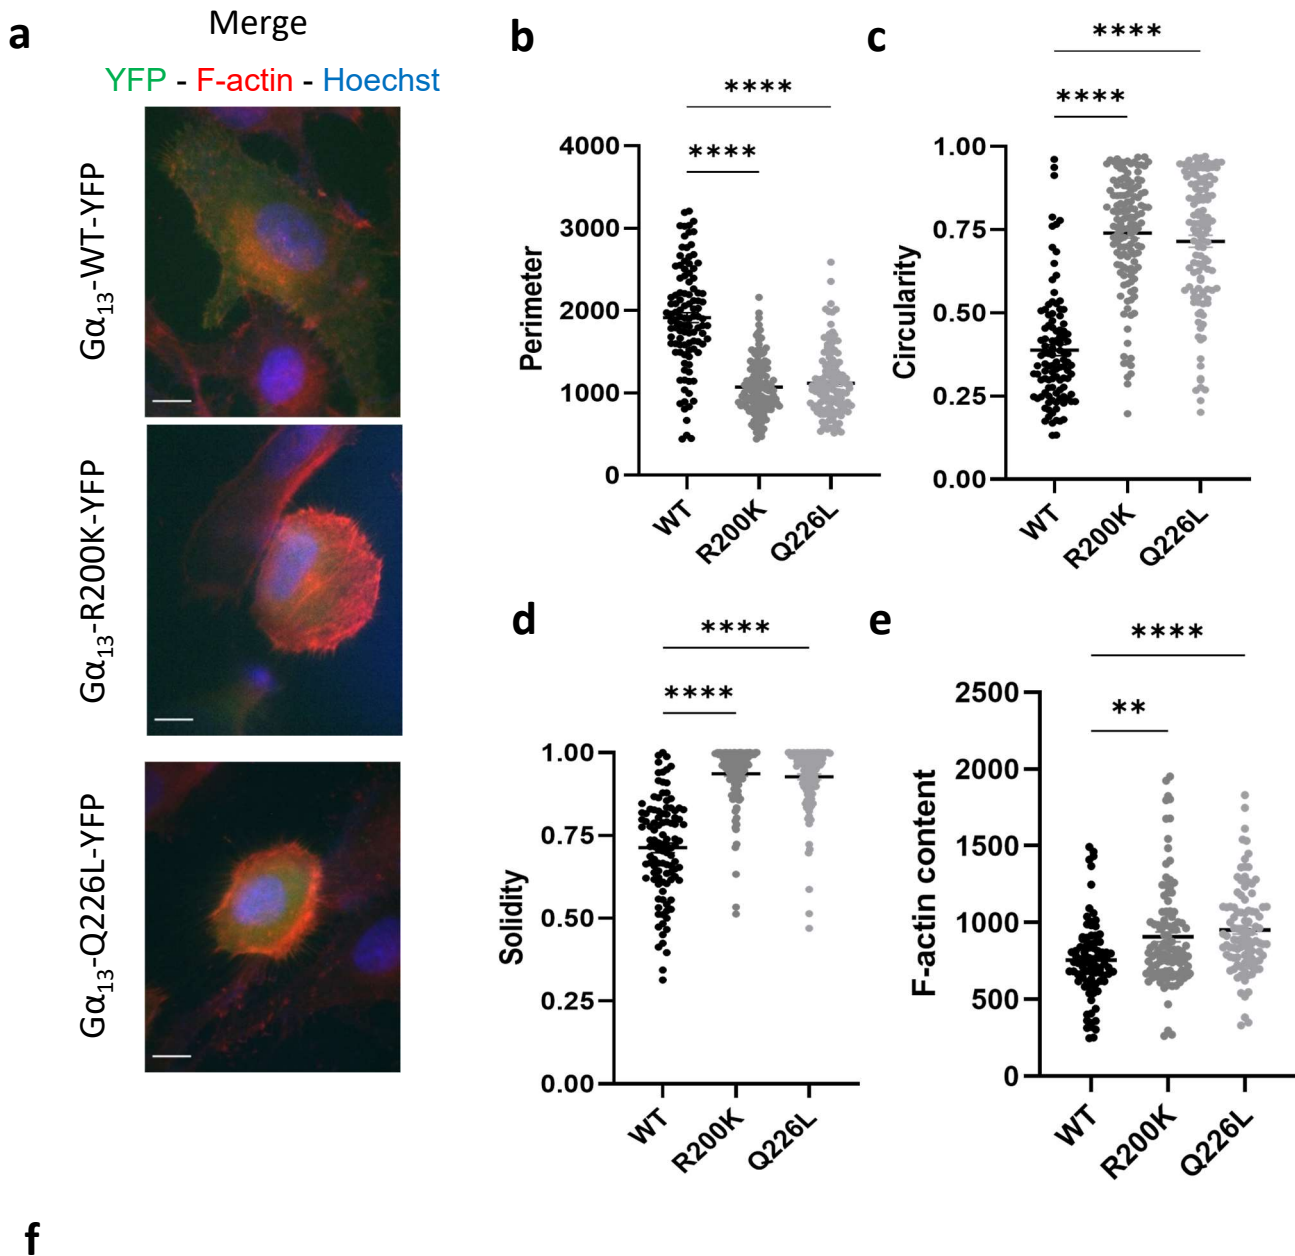 a
Merge
YFP - F-actin - Hoechst
Gα13-WT-YFP
Gα13-R200K-YFP
Gα13-Q226L-YFP
b
****
****
4000
3000
2000
1000
0
Perimeter
WT
R200K
Q226L
c
****
****
1.00
0.75
0.50
0.25
0.00
Circularity
WT
R200K
Q226L
d
****
****
1.00
0.75
0.50
0.25
0.00
Solidity
WT
R200K
Q226L
e
****
**
2500
2000
1500
1000
500
0
F-actin content
WT
R200K
Q226L
f